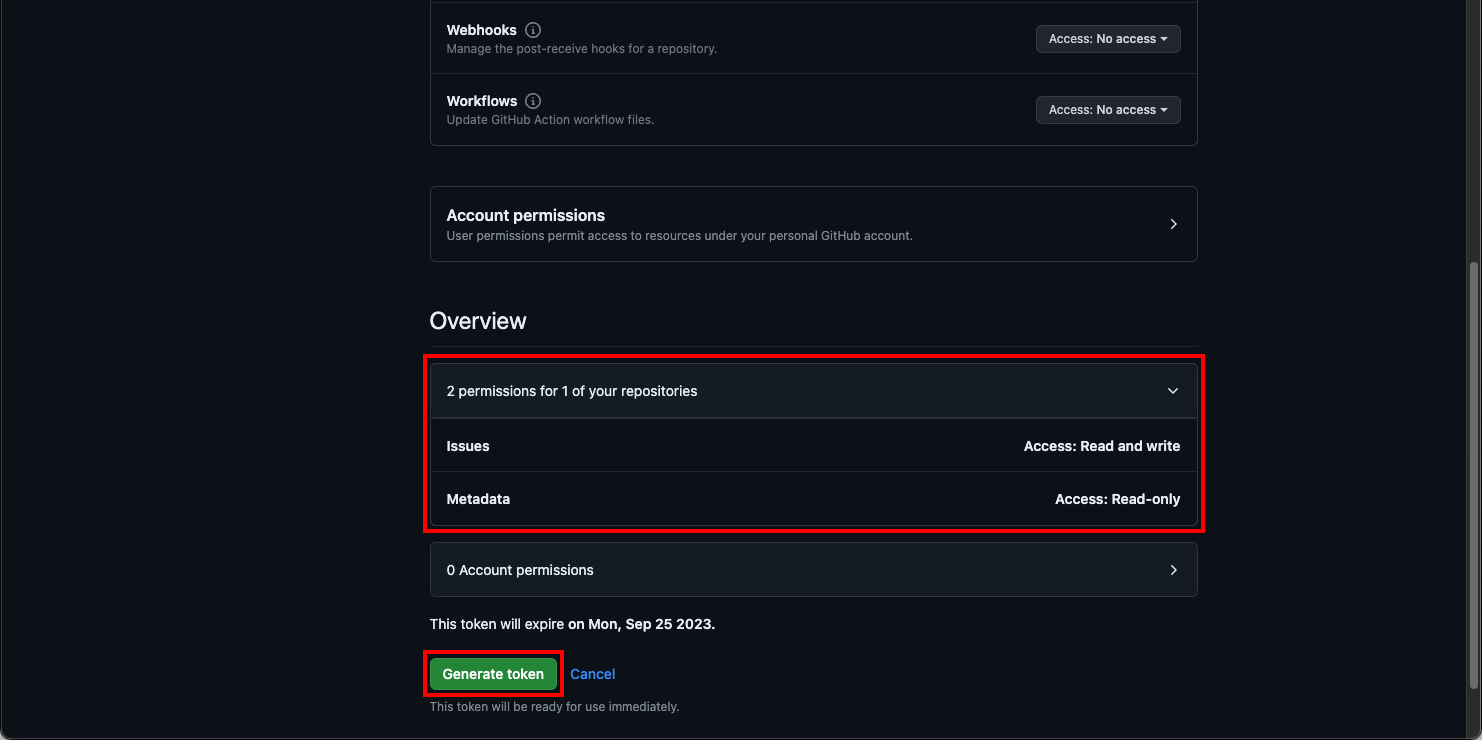 Webhooks
Access: No access
Manage the post-receive hooks for a repository.
Workflows
Access: No access
Update GitHub Action workflow files.
Account permissions
User permissions permit access to resources under your personal GitHub account.
Overview
2 permissions for 1 of your repositories
Issues Access: Read and write
Metadata Access: Read-only
0 Account permissions
This token will expire on Mon, Sep 25 2023.
Generate token Cancel
This token will be ready for use immediately.